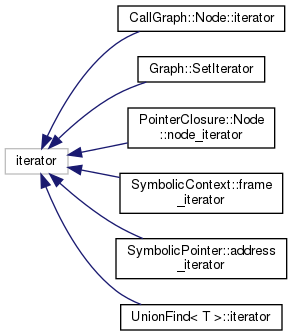 CallGraph::Node::iterator
Graph::SetIterator
PointerClosure::Node
::node_iterator
iterator
SymbolicContext::frame
_iterator
SymbolicPointer::address
_iterator
UnionFind< T >::iterator